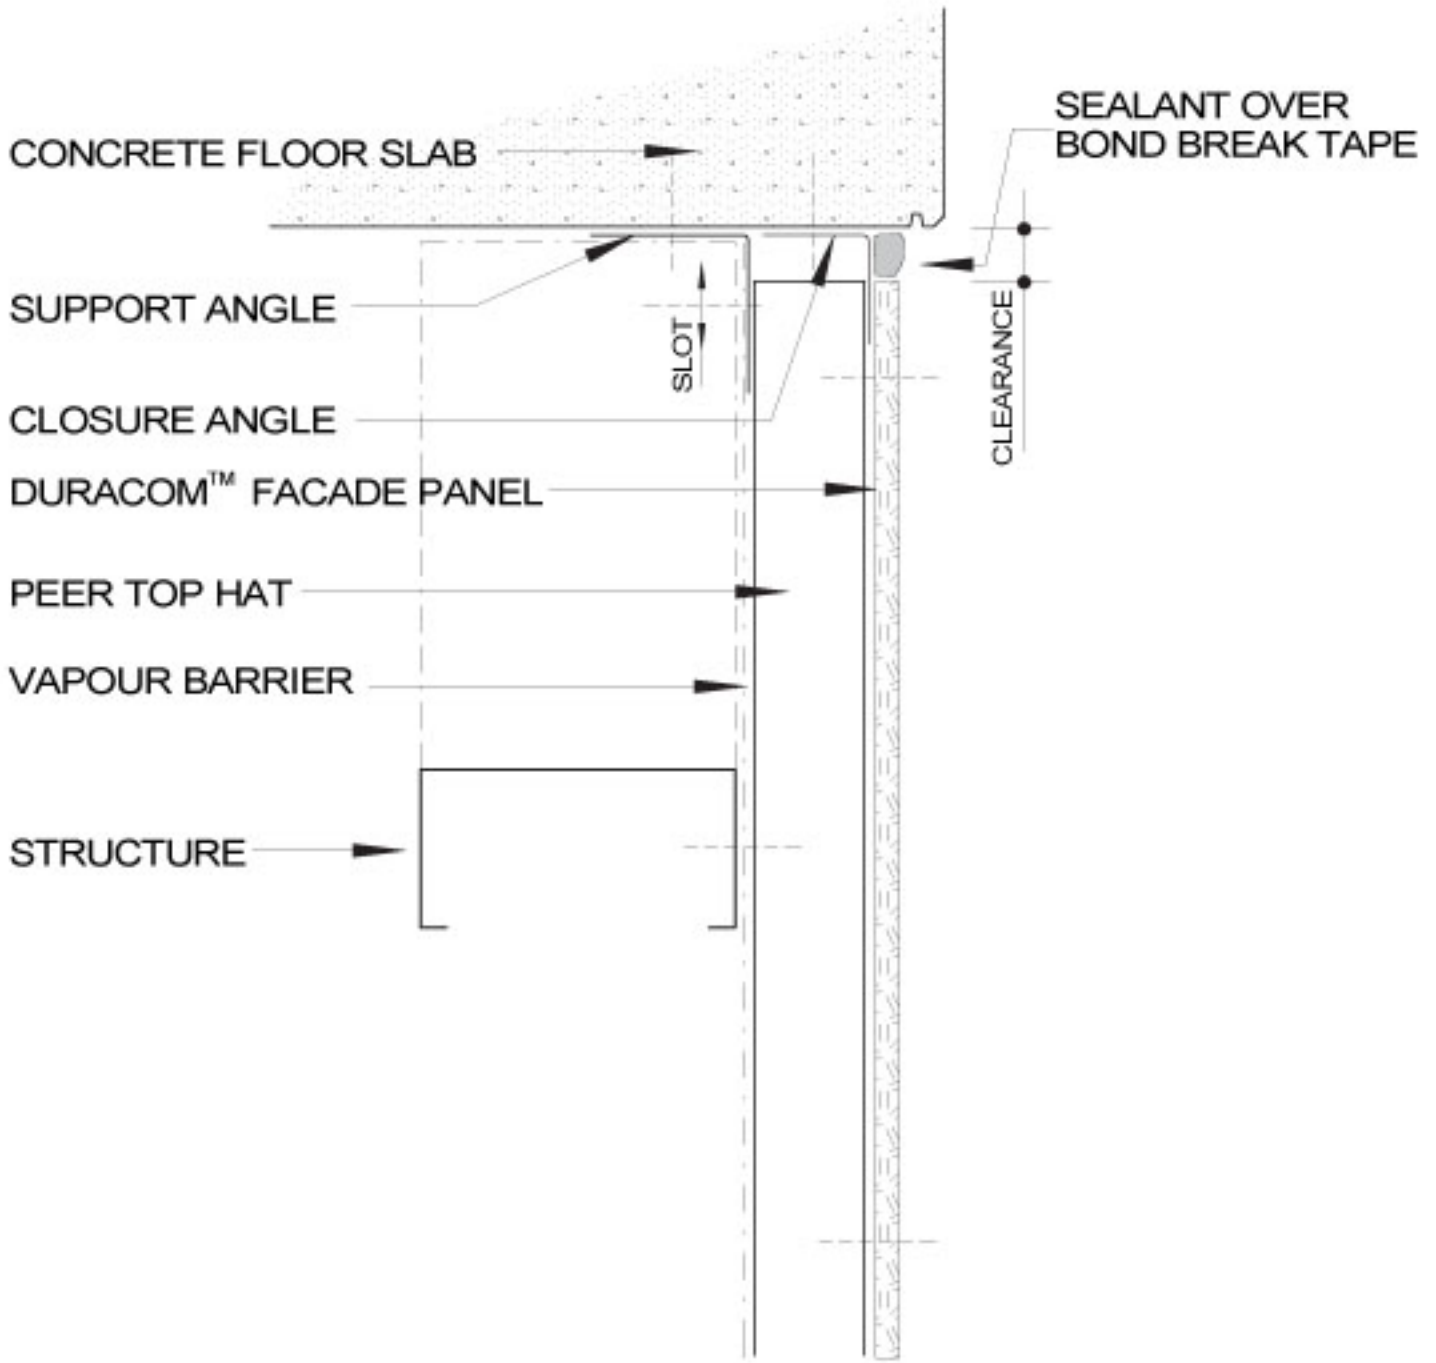 SEALANT OVER
BOND BREAK TAPE
CONCRETE FLOOR SLAB
SUPPORT ANGLE
SLOT
CLEARANCE
CLOSURE ANGLE
DURACOM™ FACADE PANEL
PEER TOP HAT
VAPOUR BARRIER
STRUCTURE